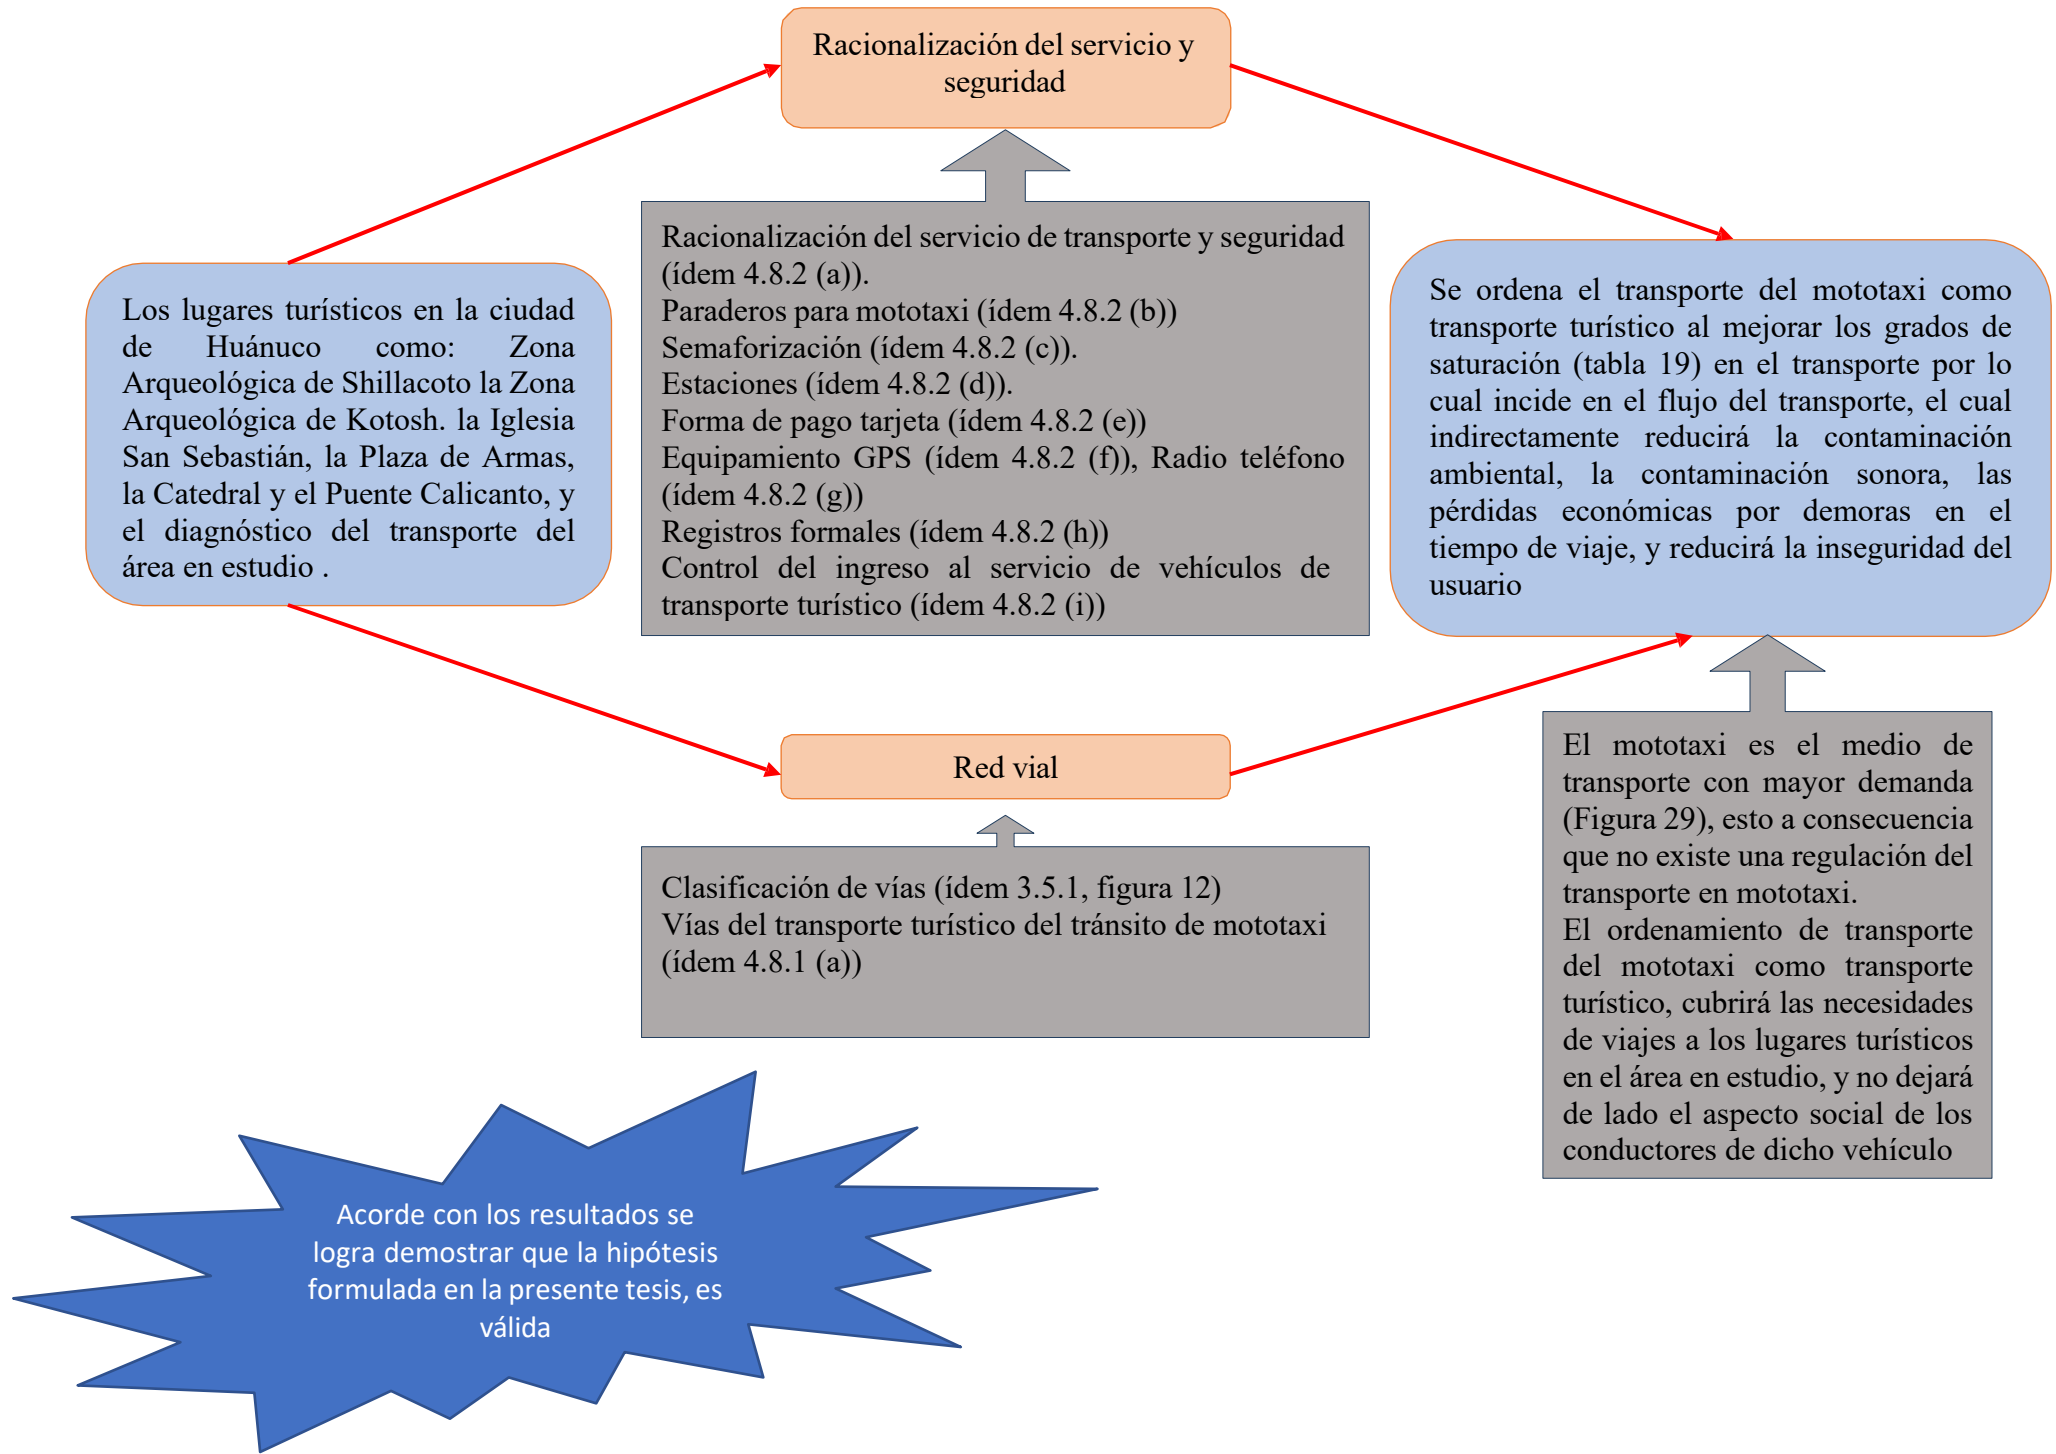 Racionalización del servicio y
seguridad
Los lugares turísticos en la ciudad
de Huánuco como: Zona
Arqueológica de Shillacoto la Zona
Arqueológica de Kotosh. la Iglesia
San Sebastián, la Plaza de Armas,
la Catedral y el Puente Calicanto, y
el diagnóstico del transporte del
área en estudio .
Racionalización del servicio de transporte y seguridad
(ídem 4.8.2 (a)).
Paraderos para mototaxi (ídem 4.8.2 (b))
Semaforización (ídem 4.8.2 (c)).
Estaciones (ídem 4.8.2 (d)).
Forma de pago tarjeta (ídem 4.8.2 (e))
Equipamiento GPS (ídem 4.8.2 (f)), Radio teléfono
(ídem 4.8.2 (g))
Registros formales (ídem 4.8.2 (h))
Control del ingreso al servicio de vehículos de
transporte turístico (ídem 4.8.2 (i))
Se ordena el transporte del mototaxi como
transporte turístico al mejorar los grados de
saturación (tabla 19) en el transporte por lo
cual incide en el flujo del transporte, el cual
indirectamente reducirá la contaminación
ambiental, la contaminación sonora, las
pérdidas económicas por demoras en el
tiempo de viaje, y reducirá la inseguridad del
usuario
Red vial
Clasificación de vías (ídem 3.5.1, figura 12)
Vías del transporte turístico del tránsito de mototaxi
(ídem 4.8.1 (a))
El mototaxi es el medio de
transporte con mayor demanda
(Figura 29), esto a consecuencia
que no existe una regulación del
transporte en mototaxi.
El ordenamiento de transporte
del mototaxi como transporte
turístico, cubrirá las necesidades
de viajes a los lugares turísticos
en el área en estudio, y no dejará
de lado el aspecto social de los
conductores de dicho vehículo
Acorde con los resultados se
logra demostrar que la hipótesis
formulada en la presente tesis, es
válida